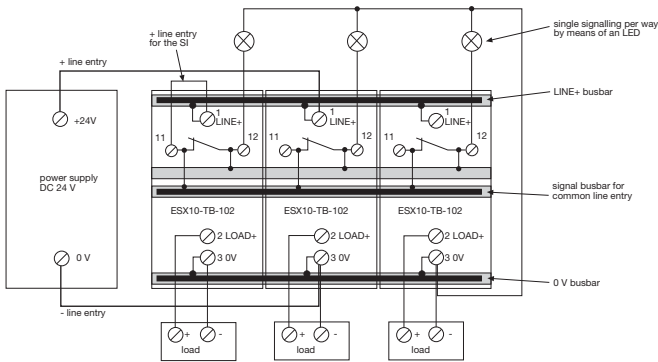 + line entry
for the SI
single signalling per way
by means of an LED
+ line entry
LINE+ busbar
+24V
1
LINE+
1
LINE+
1
LINE+
11
12
11
12
11
12
power supply
DC 24 V
signal busbar for
common line entry
ESX10-TB-102
ESX10-TB-102
ESX10-TB-102
2 LOAD+
2 LOAD+
2 LOAD+
0 V
3 0V
3 0V
3 0V
0 V busbar
- line entry
+ -
load
+ -
load
+ -
load